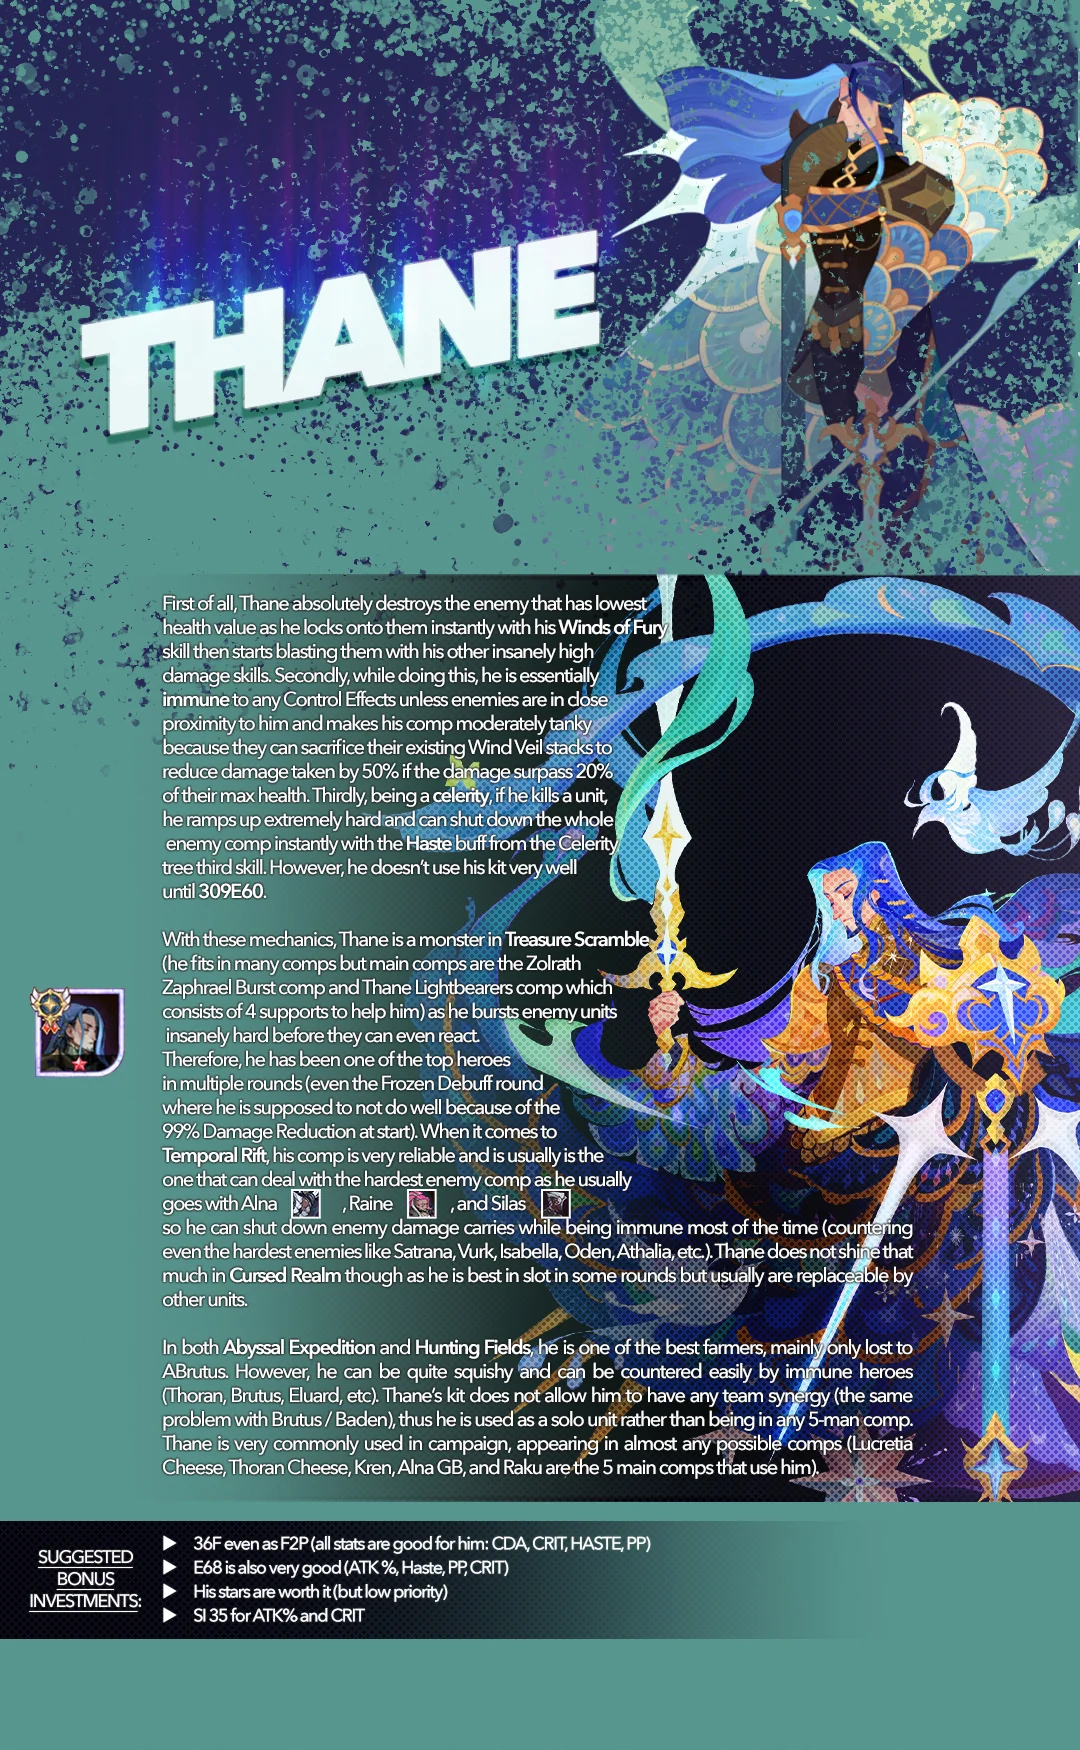 THANE
First of all, Thane absolutely destroys the enemy that has lowest
health value as he locks onto them instantly with his Winds of Fury
skill then starts blasting them with his other insanely high
damage skills. Secondly, while doing this, he is essentially
immune to any Control Effects unless enemies are in close
proximity to him and makes his comp moderately tanky
because they can sacrifice their existing Wind Veil stacks to
reduce damage taken by 50% if the damage surpass 20%
of their max health. Thirdly, being a celerity, if he kills a unit,
he ramps up extremely hard and can shut down the whole
enemy comp instantly with the Haste buff from the Celerity
tree third skill. However, he doesn't use his kit very well
until 309E60.
With these mechanics, Thane is a monster in Treasure Scramble
(he fits in many comps but main comps are the Zolrath
Zaphrael Burst comp and Thane Lightbearers comp which
consists of 4 supports to help him) as he bursts enemy units
insanely hard before they can even react.
Therefore, he has been one of the top heroes
in multiple rounds (even the Frozen Debuff round
where he is supposed to not do well because of the
99% Damage Reduction at start). When it comes to
Temporal Rift, his comp is very reliable and is usually is the
one that can deal with the hardest enemy comp as he usually
goes with Alna , Raine , and Silas
so he can shut down enemy damage carries while being immune most of the time (countering
even the hardest enemies like Satrana, Vurk, Isabella, Oden, Athalia, etc.). Thane does not shine that
much in Cursed Realm though as he is best in slot in some rounds but usually are replaceable by
other units.
In both Abyssal Expedition and Hunting Fields, he is one of the best farmers, mainly only lost to
ABrutus. However, he can be quite squishy and can be countered easily by immune heroes
(Thoran, Brutus, Eluard, etc). Thane's kit does not allow him to have any team synergy (the same
problem with Brutus / Baden), thus he is used as a solo unit rather than being in any 5-man comp.
Thane is very commonly used in campaign, appearing in almost any possible comps (Lucretia
Cheese, Thoran Cheese, Kren, Alna GB, and Raku are the 5 main comps that use him).
SUGGESTED
BONUS
INVESTMENTS:
▶ 36F even as F2P (all stats are good for him: CDA, CRIT, HASTE, PP)
▶ E68 is also very good (ATK %, Haste, PP, CRIT)
▶ His stars are worth it (but low priority)
▶ SI 35 for ATK% and CRIT